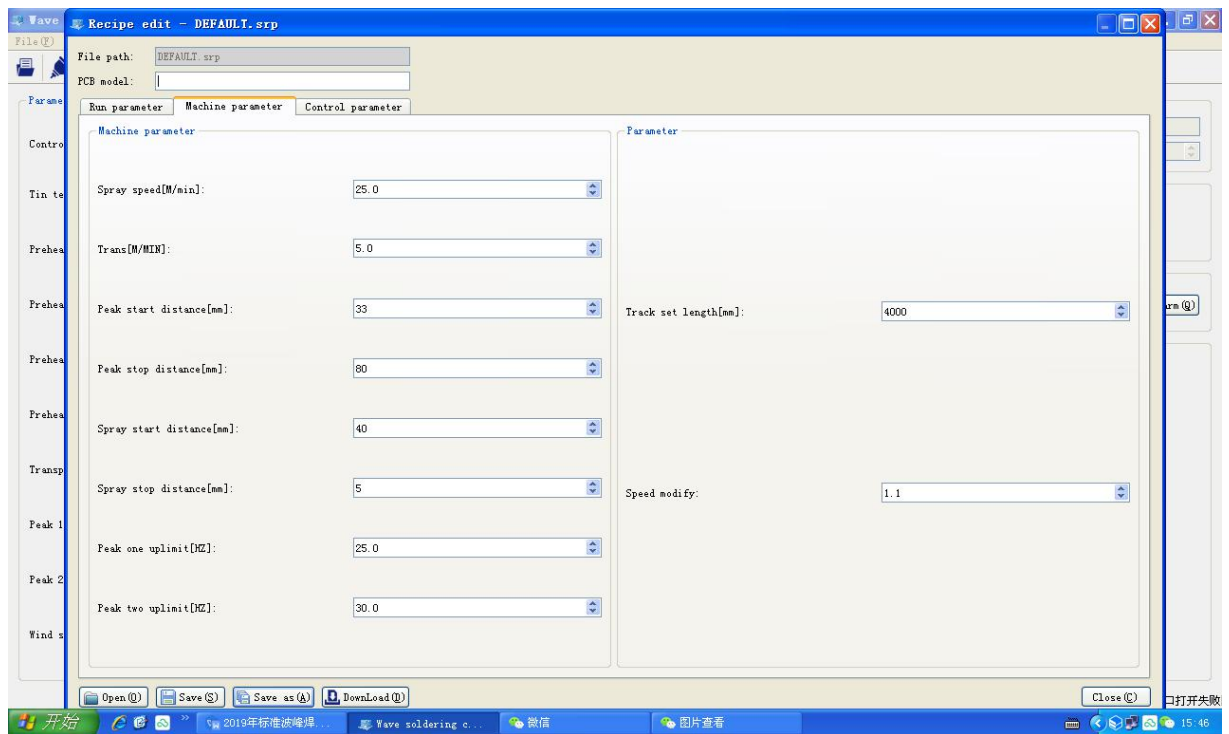 Wave
Recipe edit - DEFAULT.srp
File(F)
File path:
DEFAULT.srp
PCB model:
Parame
Run parameter
Machine parameter
Control parameter
Machine parameter
Parameter
Contro
Spray speed[M/min]:
25.0
Tin te
Trans[M/MIN]:
5.0
Prehea
Peak start distance[mm]:
33
Track set length[mm]:
4000
Prehea
rm(Q)
Peak stop distance[mm]:
80
Prehea
Spray start distance[mm]:
40
Prehea
Spray stop distance[mm]:
5
Speed modify:
1.1
Transp
Peak one uplimit[HZ]:
25.0
Peak 1
Peak 2
Peak two uplimit[HZ]:
30.0
Wind s
Open(O)
Save(S)
Save as(A)
DownLoad(D)
Close(C)
口打开失败
开始
2019年标准波峰焊...
Wave soldering c...
微信
图片查看
15:46